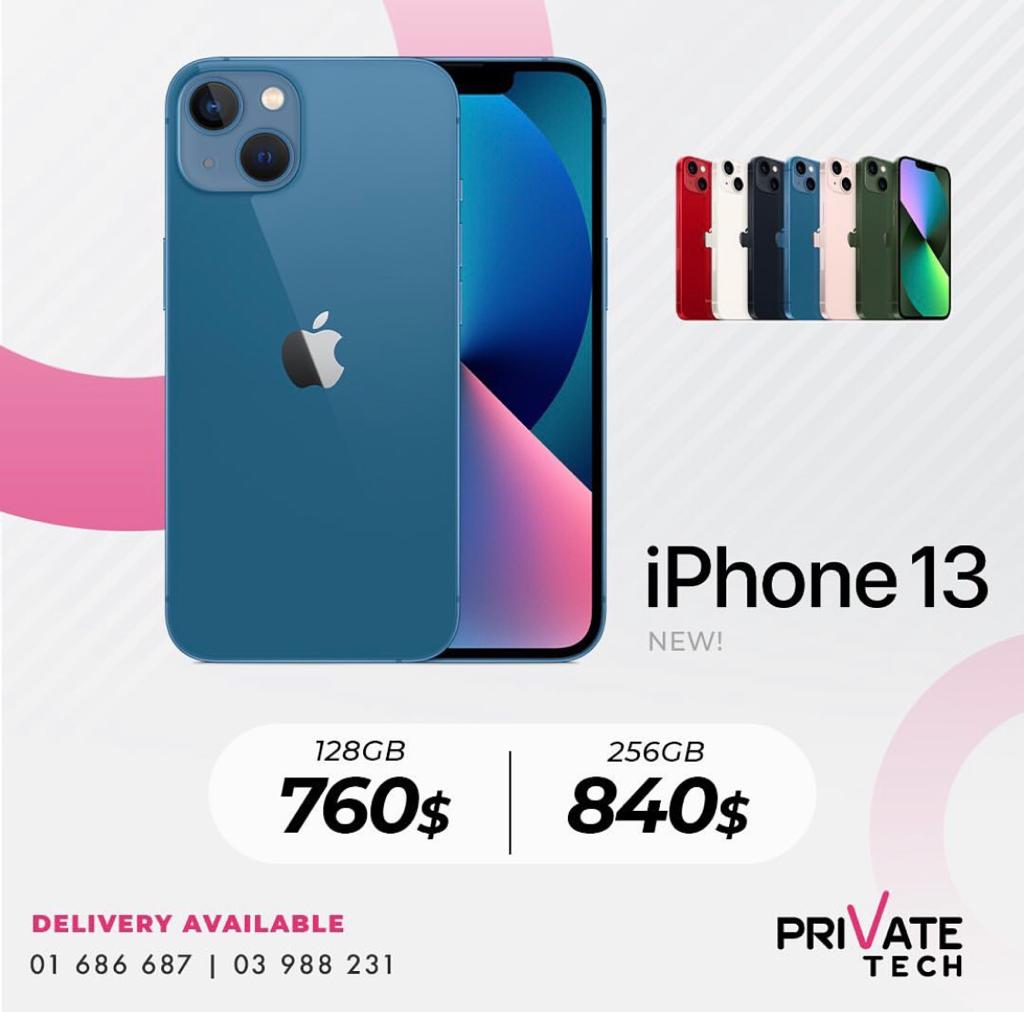 iPhone 13
NEW!
128GB
760$
256GB
840$
DELIVERY AVAILABLE
01 686 687 | 03 988 231
PRIVATE
TECH